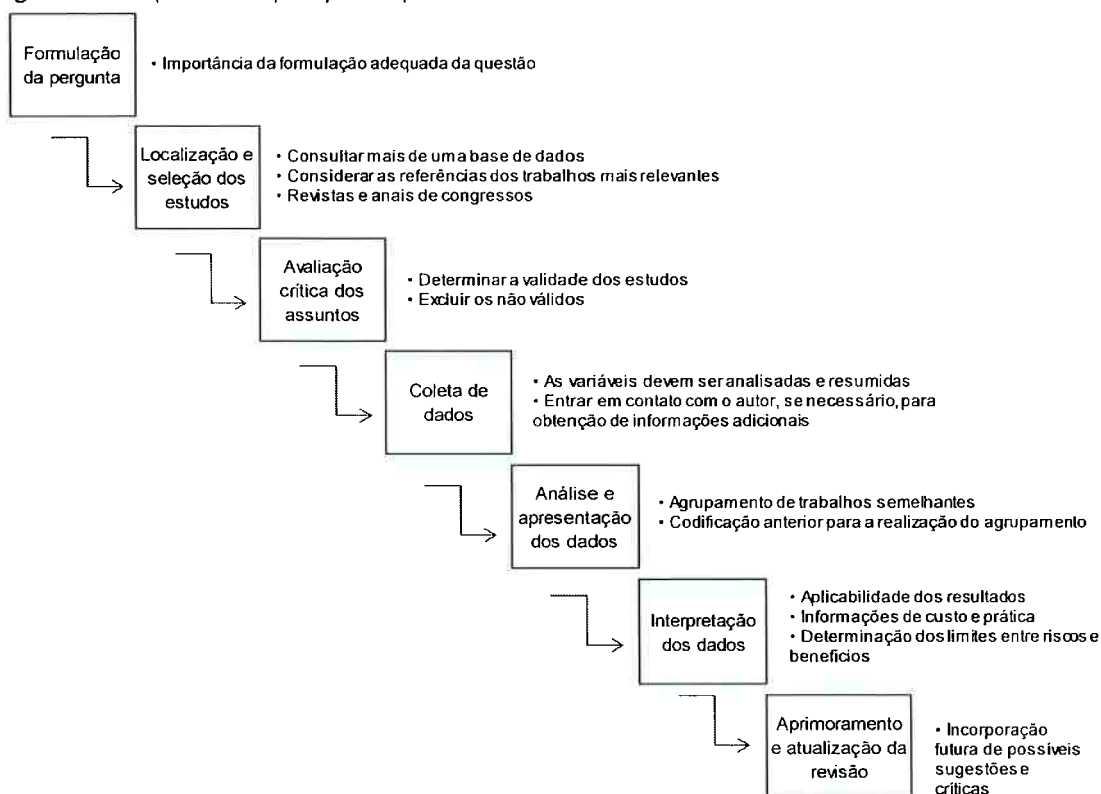 Formulação
da pergunta
• Importância da formulação adequada da questão
Localização e
seleção dos
estudos
• Consultar mais de uma base de dados
• Considerar as referências dos trabalhos mais relevantes
• Revistas e anais de congressos
Avaliação
crítica dos
assuntos
• Determinar a validade dos estudos
• Excluir os não válidos
Coleta de
dados
• As variáveis devem ser analisadas e resumidas
• Entrar em contato com o autor, se necessário, para
obtenção de informações adicionais
Análise e
apresentação
dos dados
• Agrupamento de trabalhos semelhantes
• Codificação anterior para a realização do agrupamento
Interpretação
dos dados
• Aplicabilidade dos resultados
• Informações de custo e prática
• Determinação dos limites entre riscos e
benefícios
Aprimoramento
e atualização da
revisão
• Incorporação
futura de possíveis
sugestões e
críticas